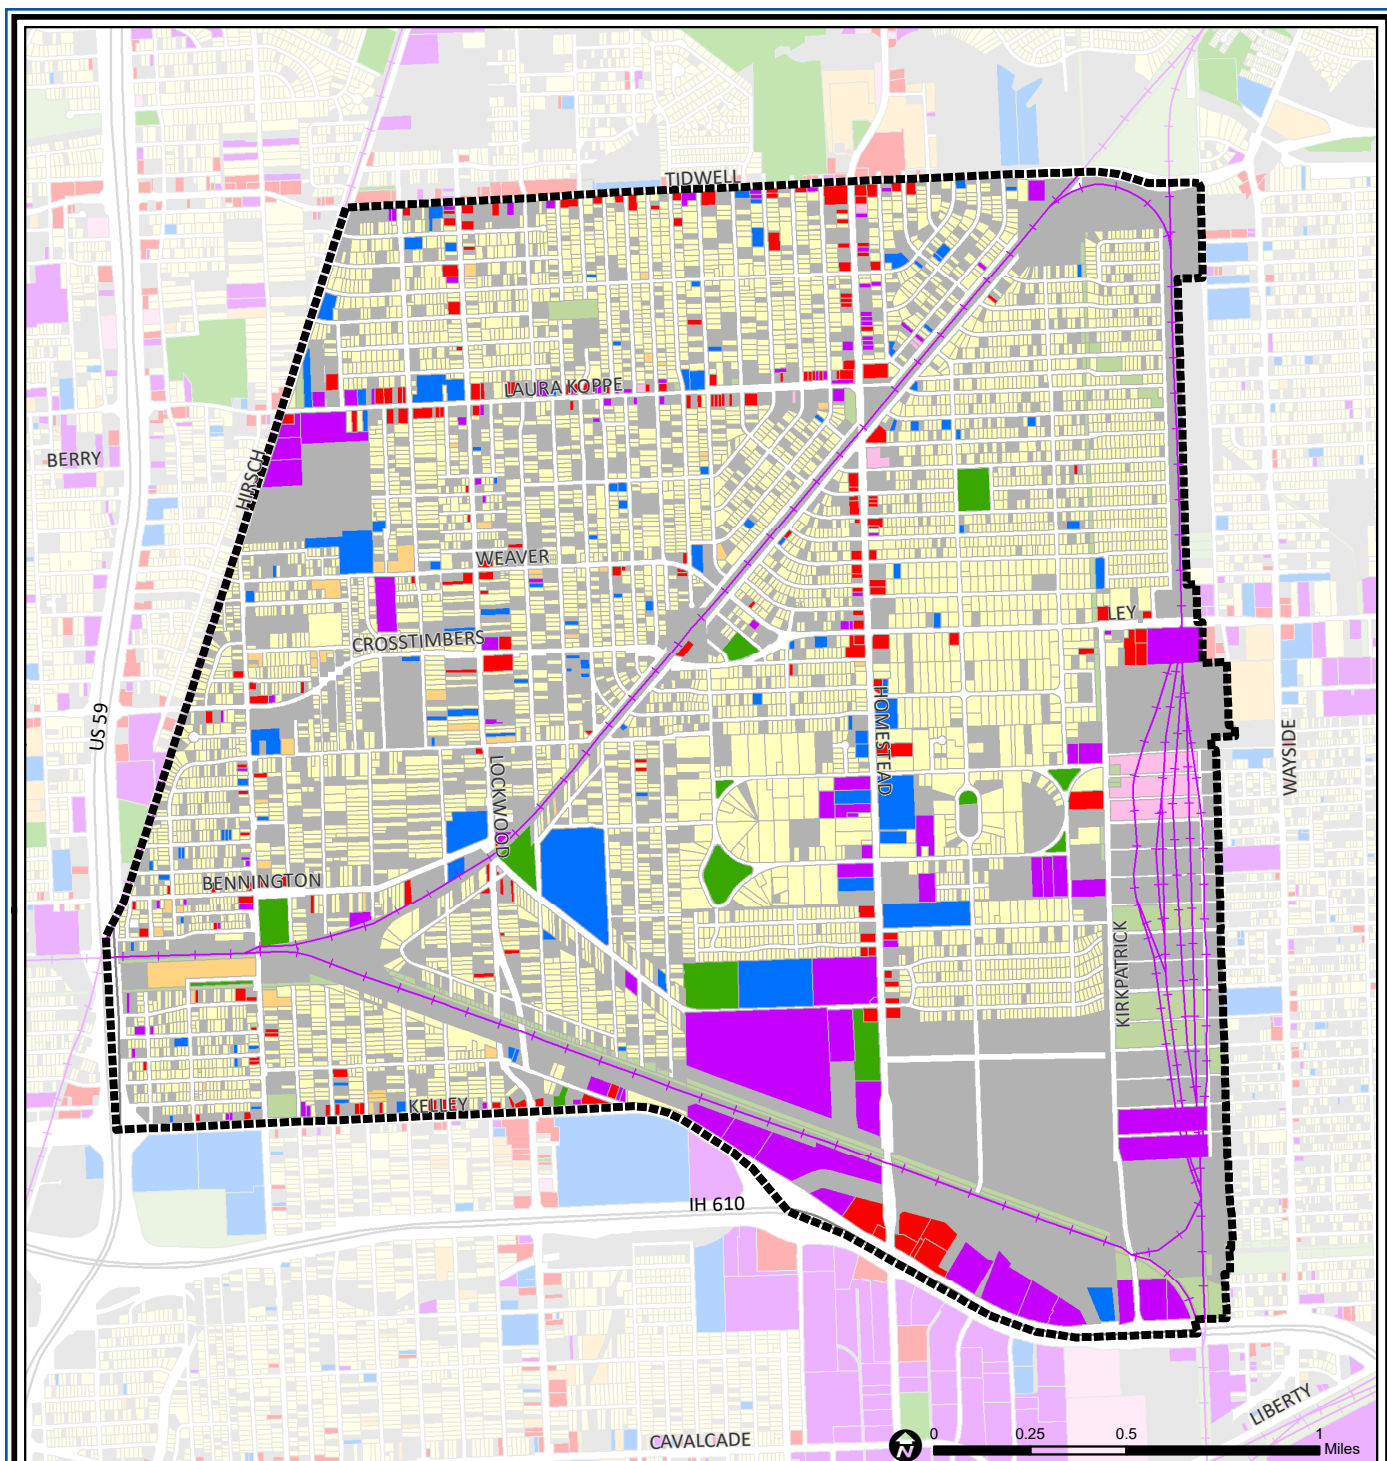 TIDWELL
LAURA KOPPE
BERRY
HIRSCH
WEAVER
LEY
CROSSTIMBERS
US 59
HOMESTEAD
WAYSIDE
LOCKWOOD
BENNINGTON
KIRKPATRICK
KELLEY
IH 610
LIBERTY
CAVALCADE
N
0 0.25 0.5 1
Miles